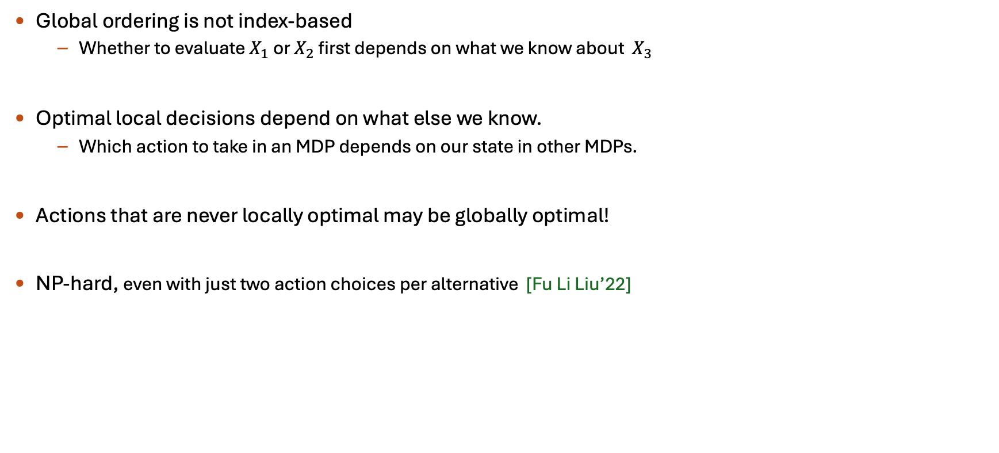 • Global ordering is not index-based
– Whether to evaluate X₁ or X₂ first depends on what we know about X₃
• Optimal local decisions depend on what else we know.
– Which action to take in an MDP depends on our state in other MDPs.
• Actions that are never locally optimal may be globally optimal!
• NP-hard, even with just two action choices per alternative [Fu Li Liu’22]